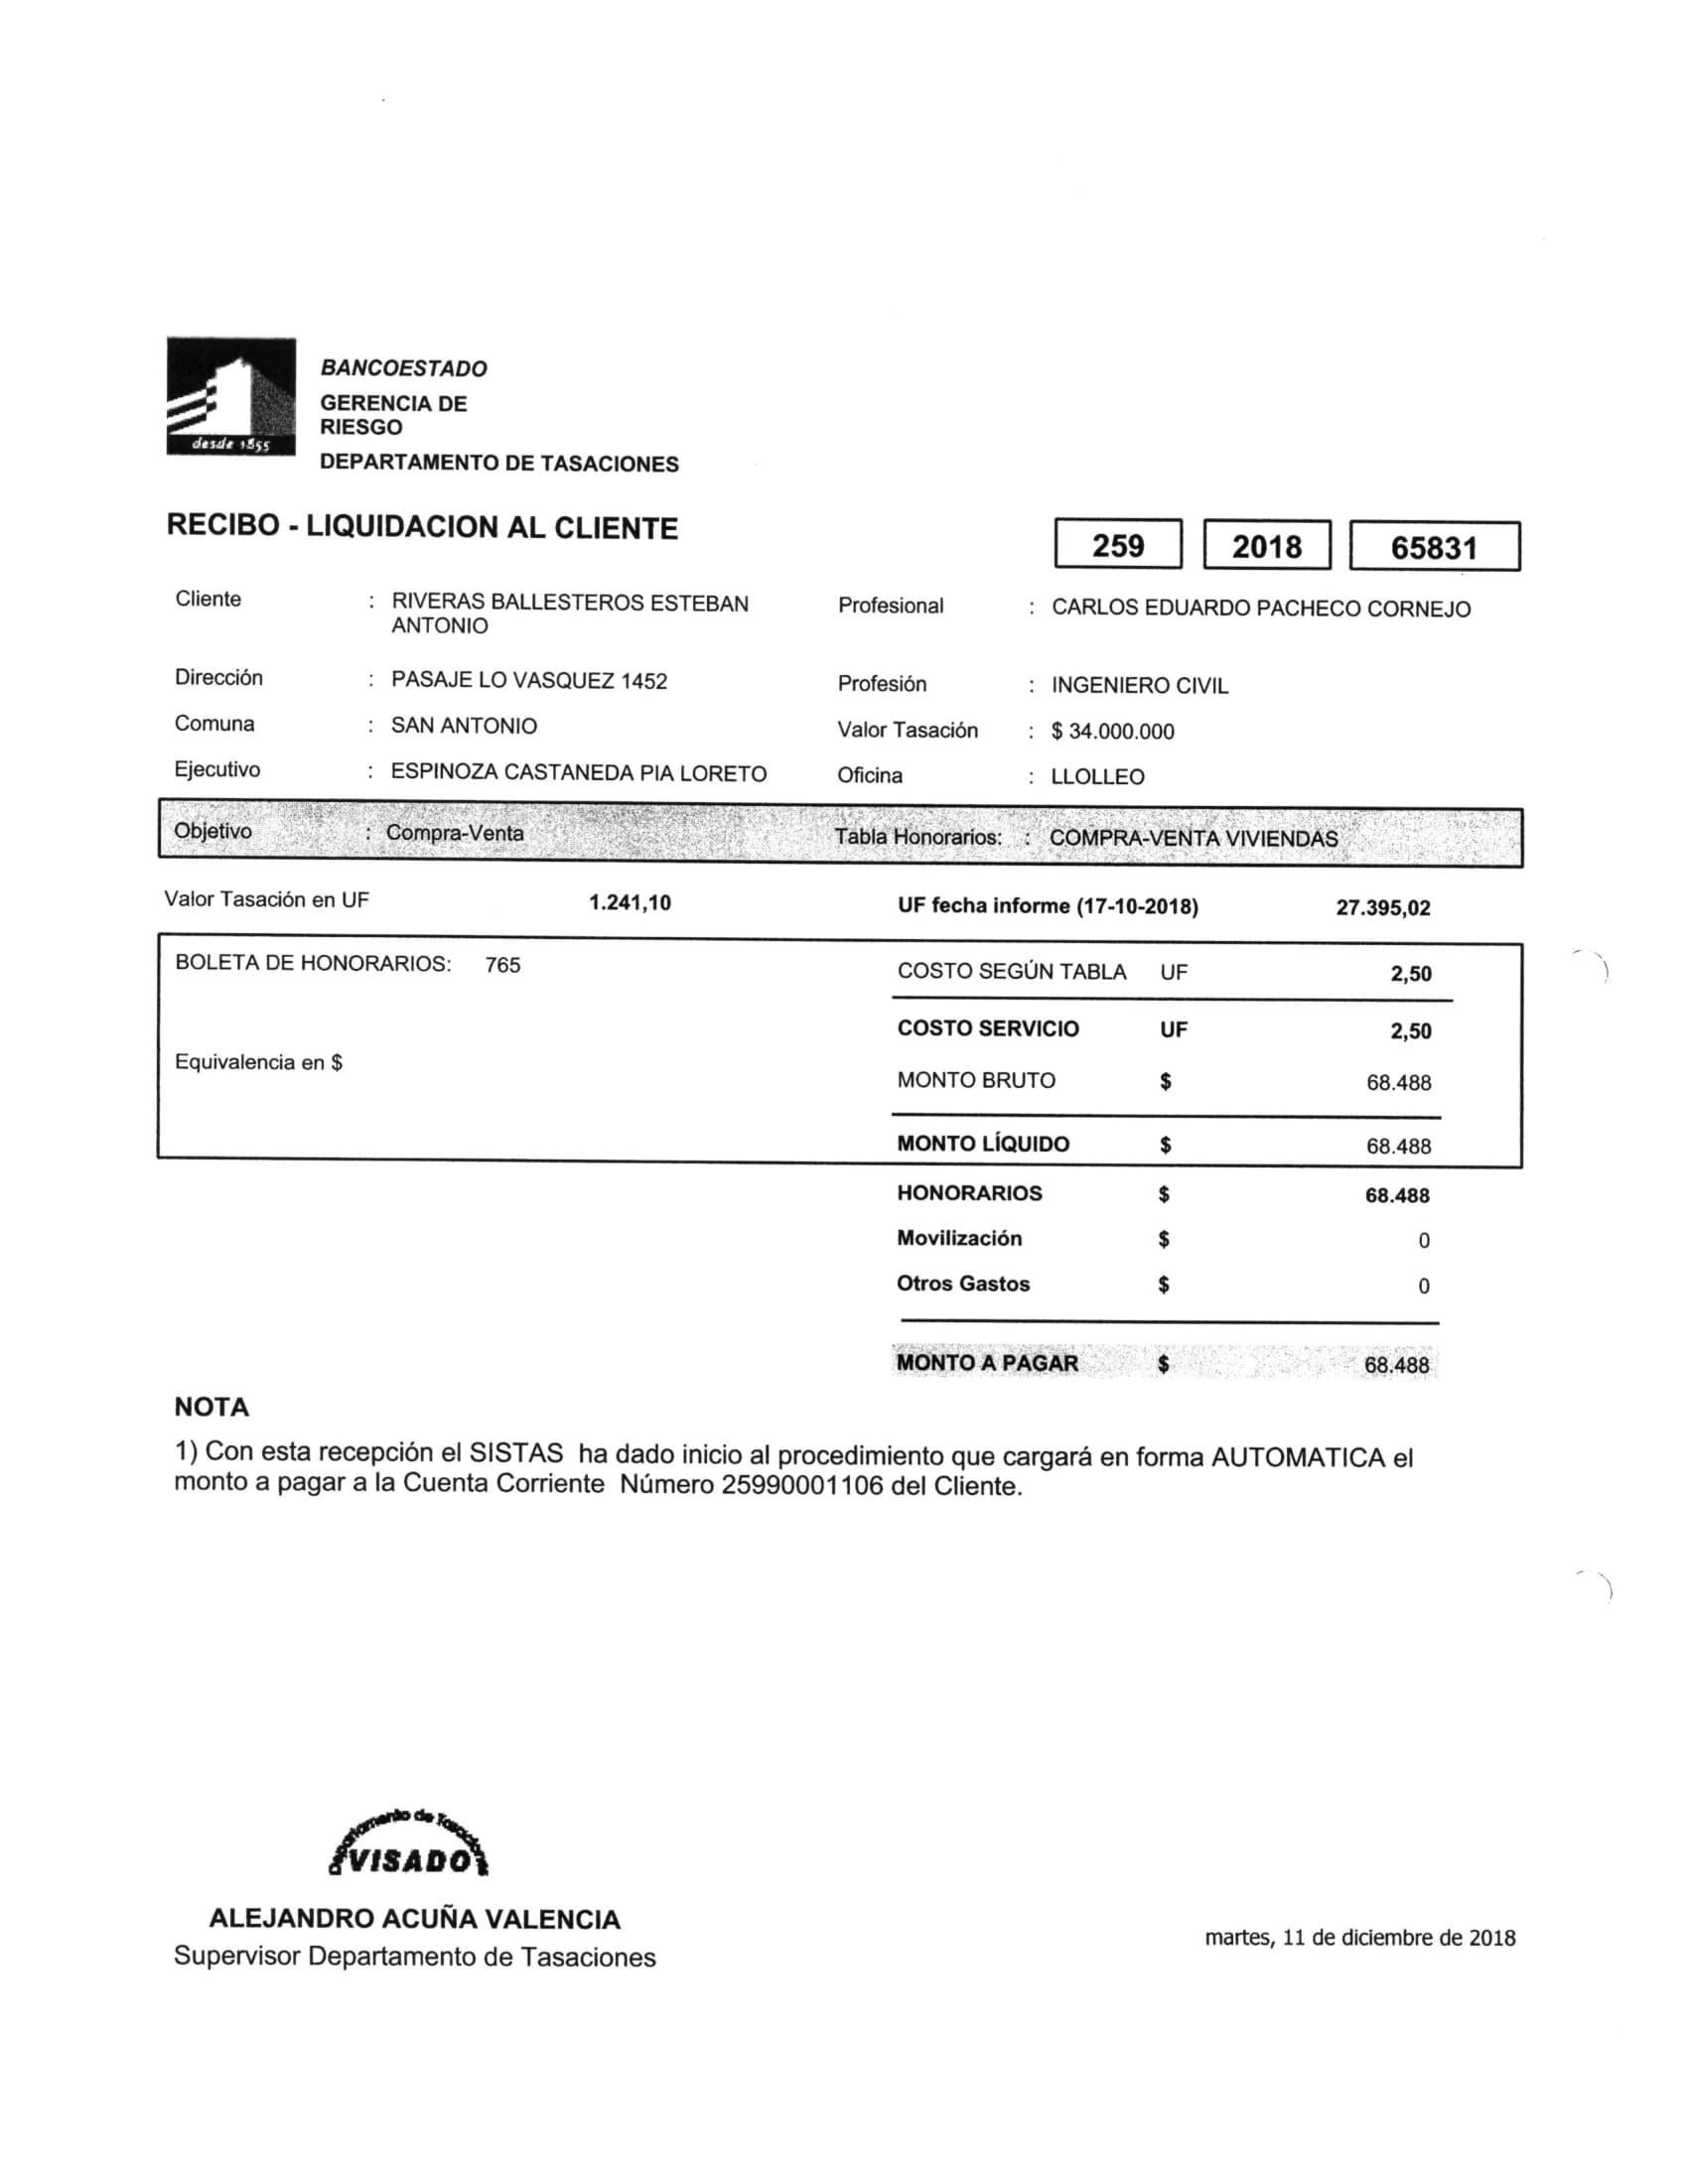 desde 1855
BANCOESTADO
GERENCIA DE
RIESGO
DEPARTAMENTO DE TASACIONES
RECIBO - LIQUIDACION AL CLIENTE
259 2018 65831
Cliente : RIVERAS BALLESTEROS ESTEBAN
ANTONIO
Profesional : CARLOS EDUARDO PACHECO CORNEJO
Dirección : PASAJE LO VASQUEZ 1452 Profesión : INGENIERO CIVIL
Comuna : SAN ANTONIO Valor Tasación : $ 34.000.000
Ejecutivo : ESPINOZA CASTANEDA PIA LORETO Oficina : LLOLLEO
Objetivo : Compra-Venta Tabla Honorarios: : COMPRA-VENTA VIVIENDAS
Valor Tasación en UF 1.241,10 UF fecha informe (17-10-2018) 27.395,02
BOLETA DE HONORARIOS: 765 COSTO SEGÚN TABLA UF 2,50
COSTO SERVICIO UF 2,50
Equivalencia en $
MONTO BRUTO $ 68.488
MONTO LÍQUIDO $ 68.488
HONORARIOS $ 68.488
Movilización $ 0
Otros Gastos $ 0
MONTO A PAGAR $ 68.488
NOTA
1) Con esta recepción el SISTAS ha dado inicio al procedimiento que cargará en forma AUTOMATICA el
monto a pagar a la Cuenta Corriente Número 25990001106 del Cliente.
Departamento de Tasaciones
VISADO
ALEJANDRO ACUÑA VALENCIA
Supervisor Departamento de Tasaciones
martes, 11 de diciembre de 2018